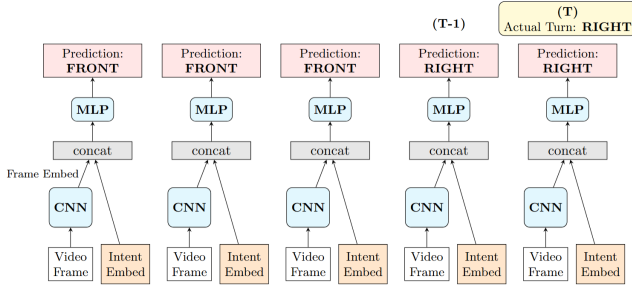 (T-1)
(T)
Actual Turn: RIGHT
Prediction:
FRONT
Prediction:
FRONT
Prediction:
FRONT
Prediction:
RIGHT
Prediction:
RIGHT
MLP
MLP
MLP
MLP
MLP
concat
concat
concat
concat
concat
Frame Embed
CNN
CNN
CNN
CNN
CNN
Video
Frame
Intent
Embed
Video
Frame
Intent
Embed
Video
Frame
Intent
Embed
Video
Frame
Intent
Embed
Video
Frame
Intent
Embed